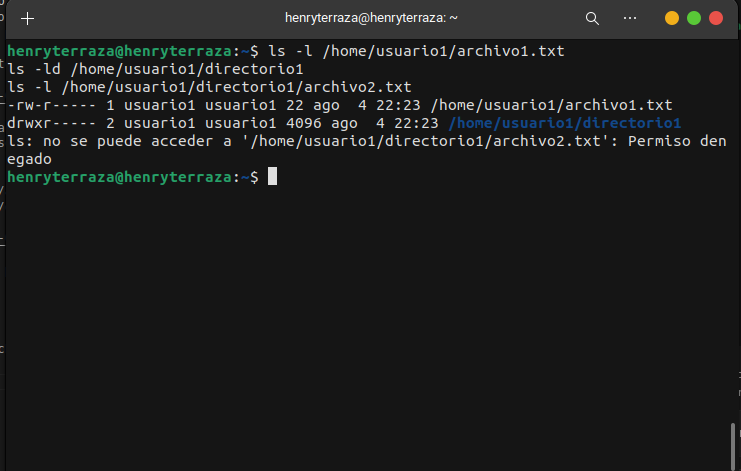 henryterraza@henryterraza: ~
henryterraza@henryterraza:~$ ls -l /home/usuario1/archivo1.txt
ls -ld /home/usuario1/directorio1
ls -l /home/usuario1/directorio1/archivo2.txt
-rw-r----- 1 usuario1 usuario1 22 ago  4 22:23 /home/usuario1/archivo1.txt
drwxr----- 2 usuario1 usuario1 4096 ago  4 22:23 /home/usuario1/directorio1
ls: no se puede acceder a '/home/usuario1/directorio1/archivo2.txt': Permiso den
egado
henryterraza@henryterraza:~$